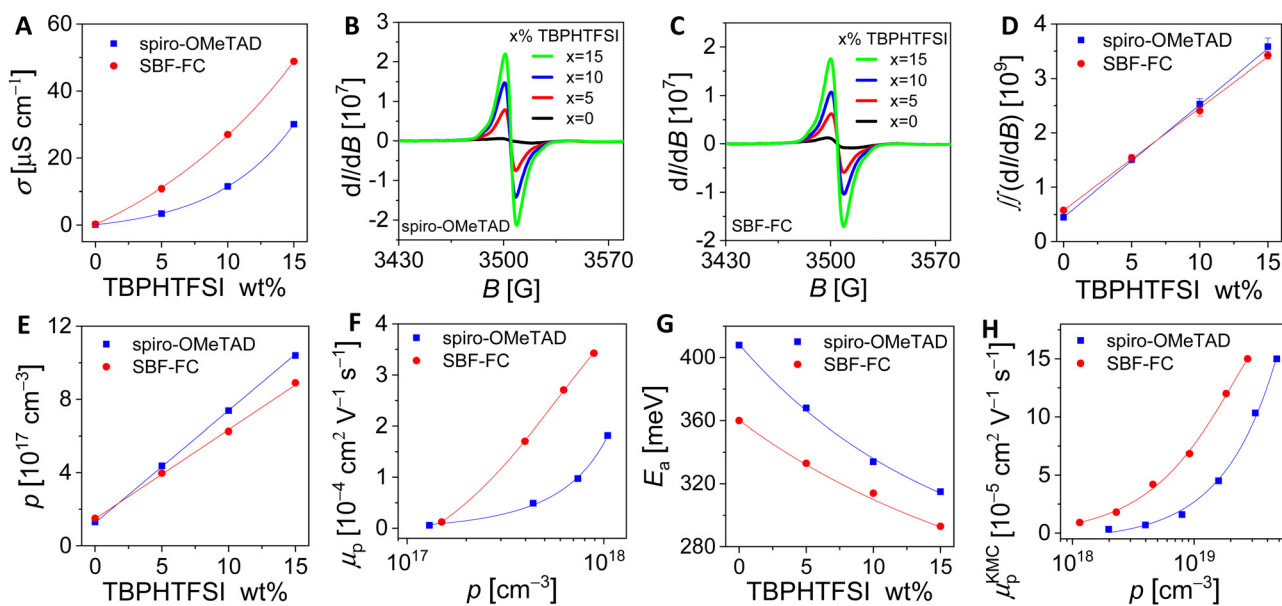 A
60
40
20
0
σ [μS cm⁻¹]
spiro-OMeTAD
SBF-FC
0 5 10 15
TBPHTFSI wt%
B
3
2
1
0
-1
-2
dI/dB [10⁷]
x% TBPHTFSI
x=15
x=10
x=5
x=0
spiro-OMeTAD
3430 3500 3570
B [G]
C
2
1
0
-1
-2
dI/dB [10⁷]
x% TBPHTFSI
x=15
x=10
x=5
x=0
SBF-FC
3430 3500 3570
B [G]
D
4
3
2
1
0
∬(dI/dB) [10⁹]
spiro-OMeTAD
SBF-FC
0 5 10 15
TBPHTFSI wt%
E
12
8
4
0
p [10¹⁷ cm⁻³]
spiro-OMeTAD
SBF-FC
0 5 10 15
TBPHTFSI wt%
F
4
3
2
1
0
μp [10⁻⁴ cm² V⁻¹ s⁻¹]
spiro-OMeTAD
SBF-FC
10¹⁷ 10¹⁸
p [cm⁻³]
G
400
360
320
280
Ea [meV]
spiro-OMeTAD
SBF-FC
0 5 10 15
TBPHTFSI wt%
H
15
10
5
0
μpᴷᴹᶜ [10⁻⁵ cm² V⁻¹ s⁻¹]
spiro-OMeTAD
SBF-FC
10¹⁸ 10¹⁹
p [cm⁻³]